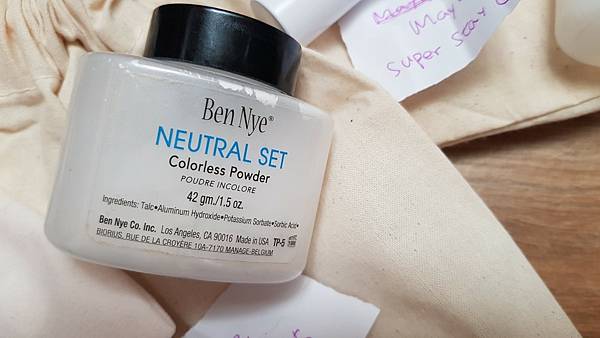 May
super Soax
Ben Nye®
NEUTRAL SET
Colorless Powder
POUDRE INCOLORE
42 gm./1.5 oz.
Ingredients: Talc•Aluminum Hydroxide•Potassium Sorbate•Sorbic Acid•
Ben Nye Co. Inc. Los Angeles, CA 90016 Made in USA TP-5
BIORIUS, RUE DE LA CROYÈRE 10A-7170 MANAGE-BELGIUM